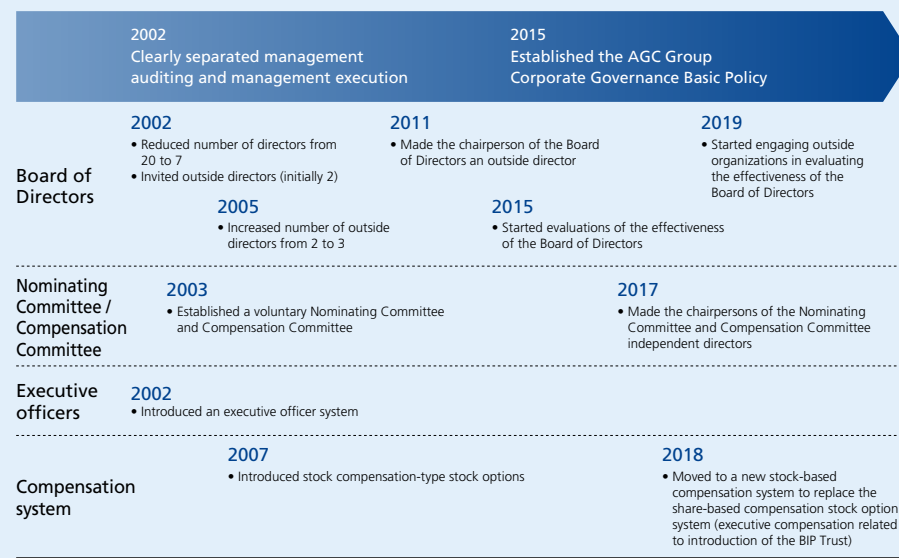 2002
Clearly separated management
auditing and management execution
2015
Established the AGC Group
Corporate Governance Basic Policy
Board of
Directors
2002
• Reduced number of directors from
20 to 7
• Invited outside directors (initially 2)
2005
• Increased number of outside
directors from 2 to 3
2011
• Made the chairperson of the Board
of Directors an outside director
2015
• Started evaluations of the effectiveness
of the Board of Directors
2019
• Started engaging outside
organizations in evaluating
the effectiveness of the
Board of Directors
Nominating
Committee /
Compensation
Committee
2003
• Established a voluntary Nominating Committee
and Compensation Committee
2017
• Made the chairpersons of the Nominating
Committee and Compensation Committee
independent directors
Executive
officers
2002
• Introduced an executive officer system
Compensation
system
2007
• Introduced stock compensation-type stock options
2018
• Moved to a new stock-based
compensation system to replace the
share-based compensation stock option
system (executive compensation related
to introduction of the BIP Trust)